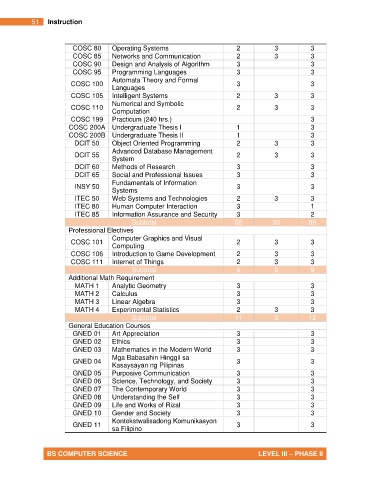 51 Instruction
COSC 80 Operating Systems 2 3 3
COSC 85 Networks and Communication 2 3 3
COSC 90 Design and Analysis of Algorithm 3 3
COSC 95 Programming Languages 3 3
COSC 100 Automata Theory and Formal 3 3
Languages
COSC 105 Intelligent Systems 2 3 3
COSC 110 Numerical and Symbolic 2 3 3
Computation
COSC 199 Practicum (240 hrs.) 3
COSC 200A Undergraduate Thesis I 1 3
COSC 200B Undergraduate Thesis II 1 3
DCIT 50 Object Oriented Programming 2 3 3
DCIT 55 Advanced Database Management 2 3 3
System
DCIT 60 Methods of Research 3 3
DCIT 65 Social and Professional Issues 3 3
INSY 50 Fundamentals of Information 3 3
Systems
ITEC 50 Web Systems and Technologies 2 3 3
ITEC 80 Human Computer Interaction 3 1
ITEC 85 Information Assurance and Security 3 2
Subtotal
Professional Electives
COSC 101 Computer Graphics and Visual 2 3 3
Computing
COSC 106 Introduction to Game Development 2 3 3
COSC 111 Internet of Things 2 3 3
Subtotal 6 9 9
Additional Math Requirement
MATH 1 Analytic Geometry 3 3
MATH 2 Calculus 3 3
MATH 3 Linear Algebra 3 3
MATH 4 Experimental Statistics 2 3 3
Subtotal 11 3 12
General Education Courses
GNED 01 Art Appreciation 3 3
GNED 02 Ethics 3 3
GNED 03 Mathematics in the Modern World 3 3
GNED 04 Mga Babasahin Hinggil sa 3 3
Kasaysayan ng Pilipinas
GNED 05 Purposive Communication 3 3
GNED 06 Science, Technology, and Society 3 3
GNED 07 The Contemporary World 3 3
GNED 08 Understanding the Self 3 3
GNED 09 Life and Works of Rizal 3 3
GNED 10 Gender and Society 3 3
GNED 11 Kontekstwalisadong Komunikasyon 3 3
sa Filipino
BS COMPUTER SCIENCE LEVEL III – PHASE II